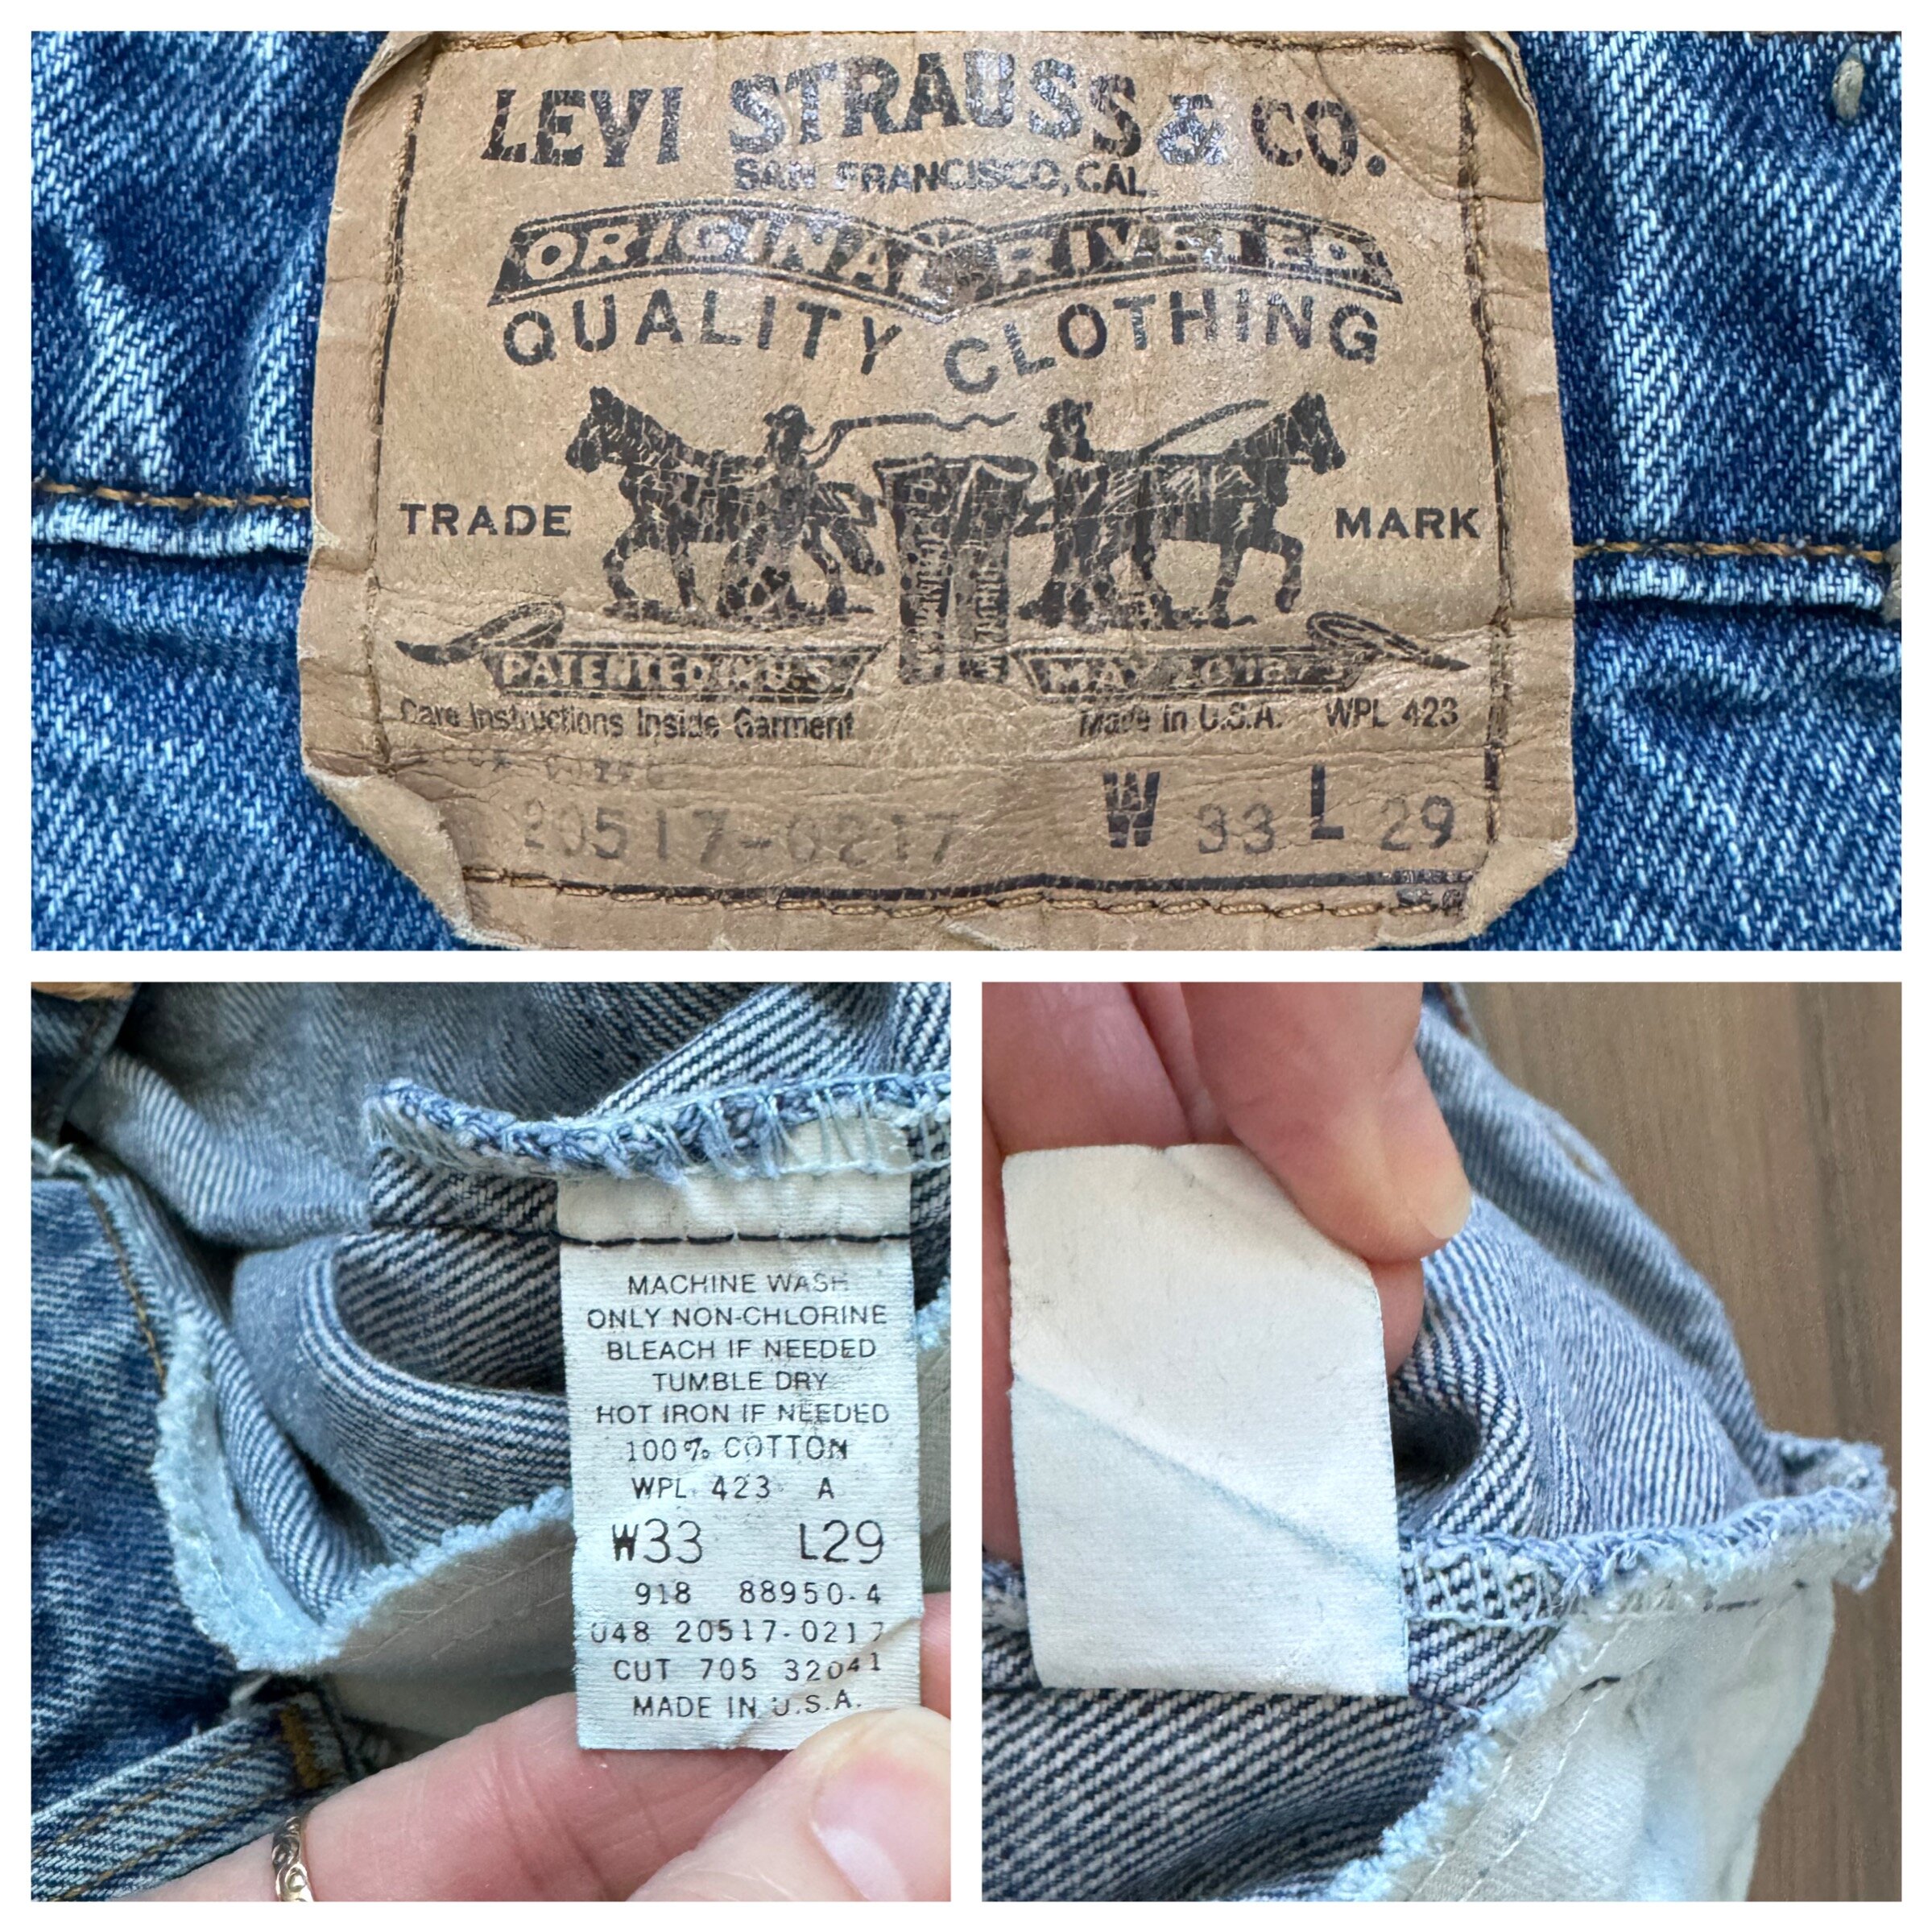 LEVI STRAUSS & CO.
SAN FRANCISCO, CAL.
ORIGINAL RIVETED
QUALITY CLOTHING
TRADE MARK
PATENTED IN U.S. MAY 20 1873
Care Instructions Inside Garment Made in U.S.A. WPL 423
20517-0217 W 33 L 29
MACHINE WASH
ONLY NON-CHLORINE
BLEACH IF NEEDED
TUMBLE DRY
HOT IRON IF NEEDED
100% COTTON
WPL 423 A
W33 L29
918 88950-4
048 20517-0217
CUT 705 32041
MADE IN U.S.A.